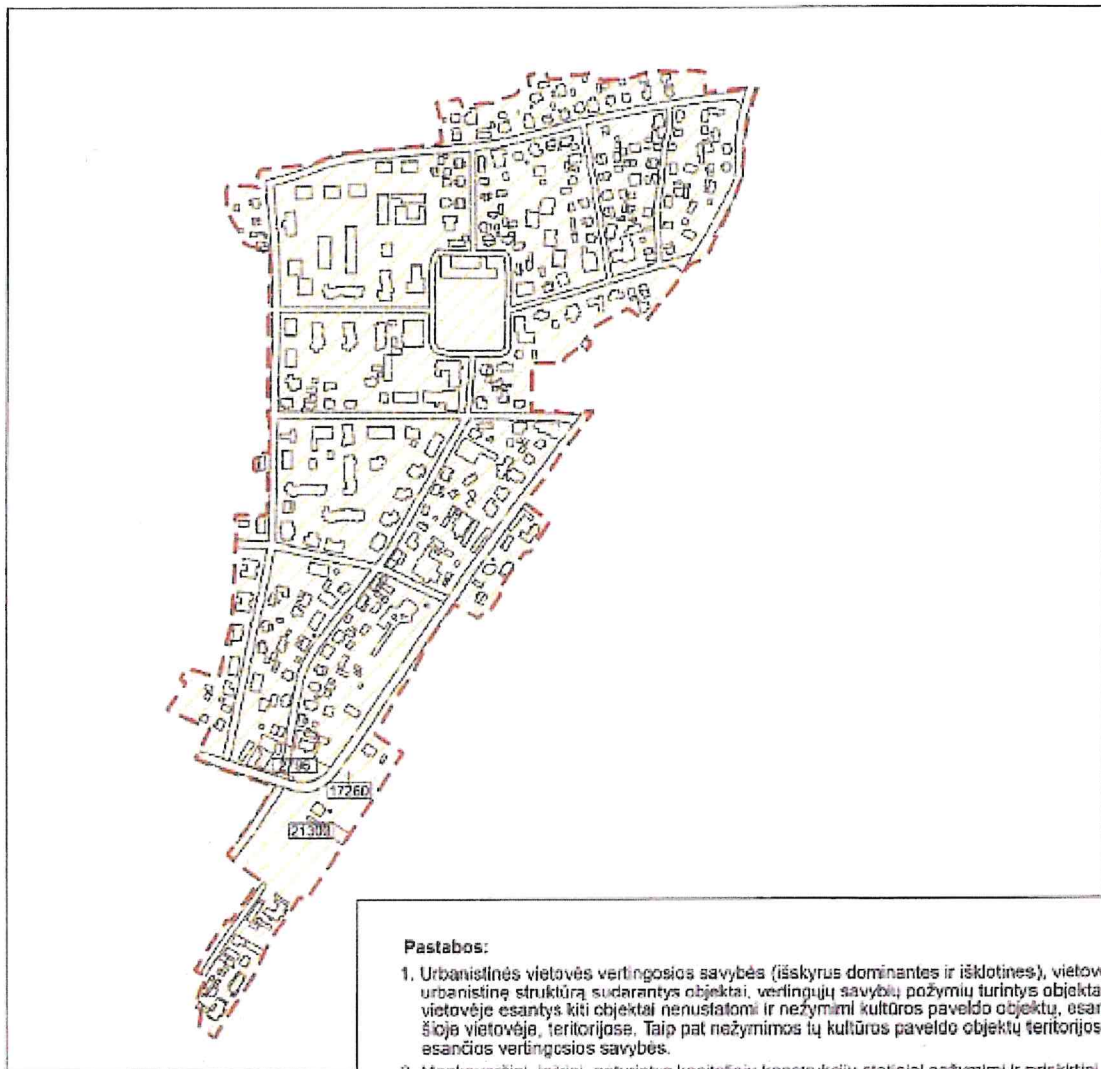 17260
21300
Pastabos:
1. Urbanistinės vietovės vertingosios savybės (išskyrus dominantes ir išklotines), vietov
urbanistinę struktūrą sudarantys objektai, vertingųjų savybių požymių turintys objekta
vietovėje esantys kiti objektai nenustatomi ir nežymimi kultūros paveldo objektų, esan
šioje vietovėje, teritorijose. Taip pat nežymimos tų kultūros paveldo objektų teritorijos
esančios vertingosios savybės.